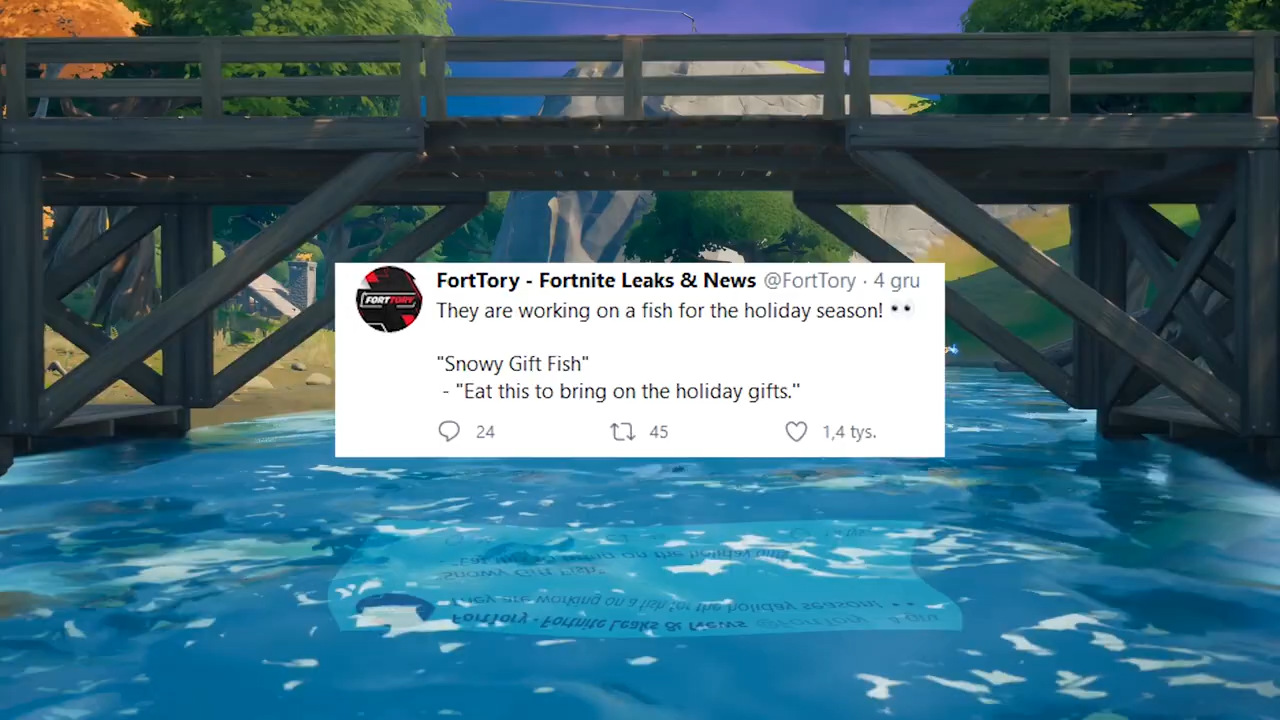 FortTory - Fortnite Leaks & News @FortTory · 4 gru
They are working on a fish for the holiday season! 👀
"Snowy Gift Fish"
- "Eat this to bring on the holiday gifts."
24 45 1,4 tys.
FORTTORY